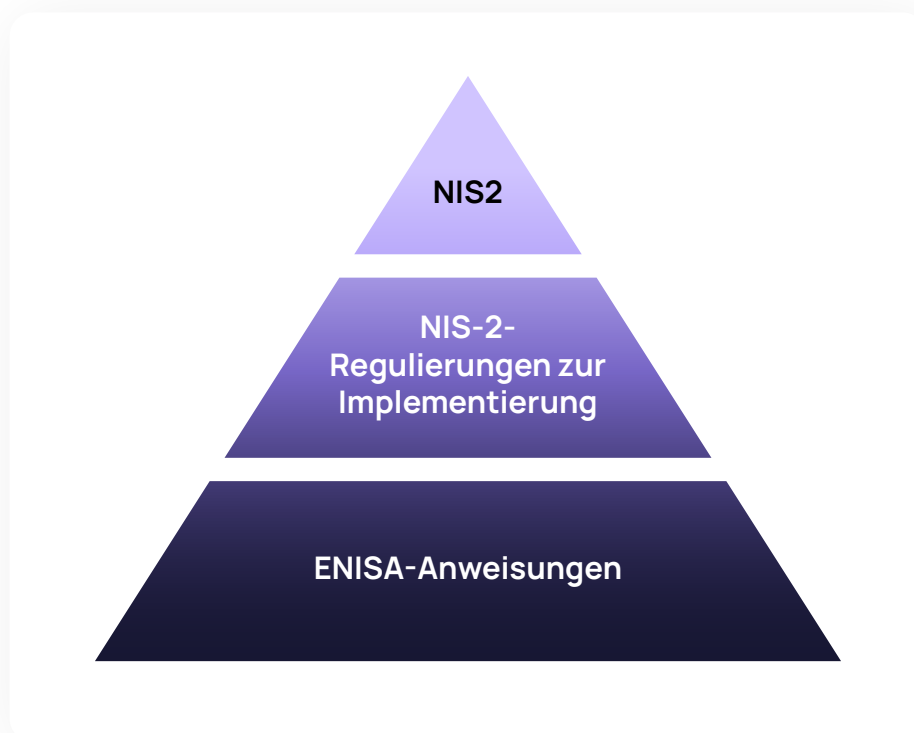 NIS2
NIS-2-
Regulierungen zur
Implementierung
ENISA-Anweisungen